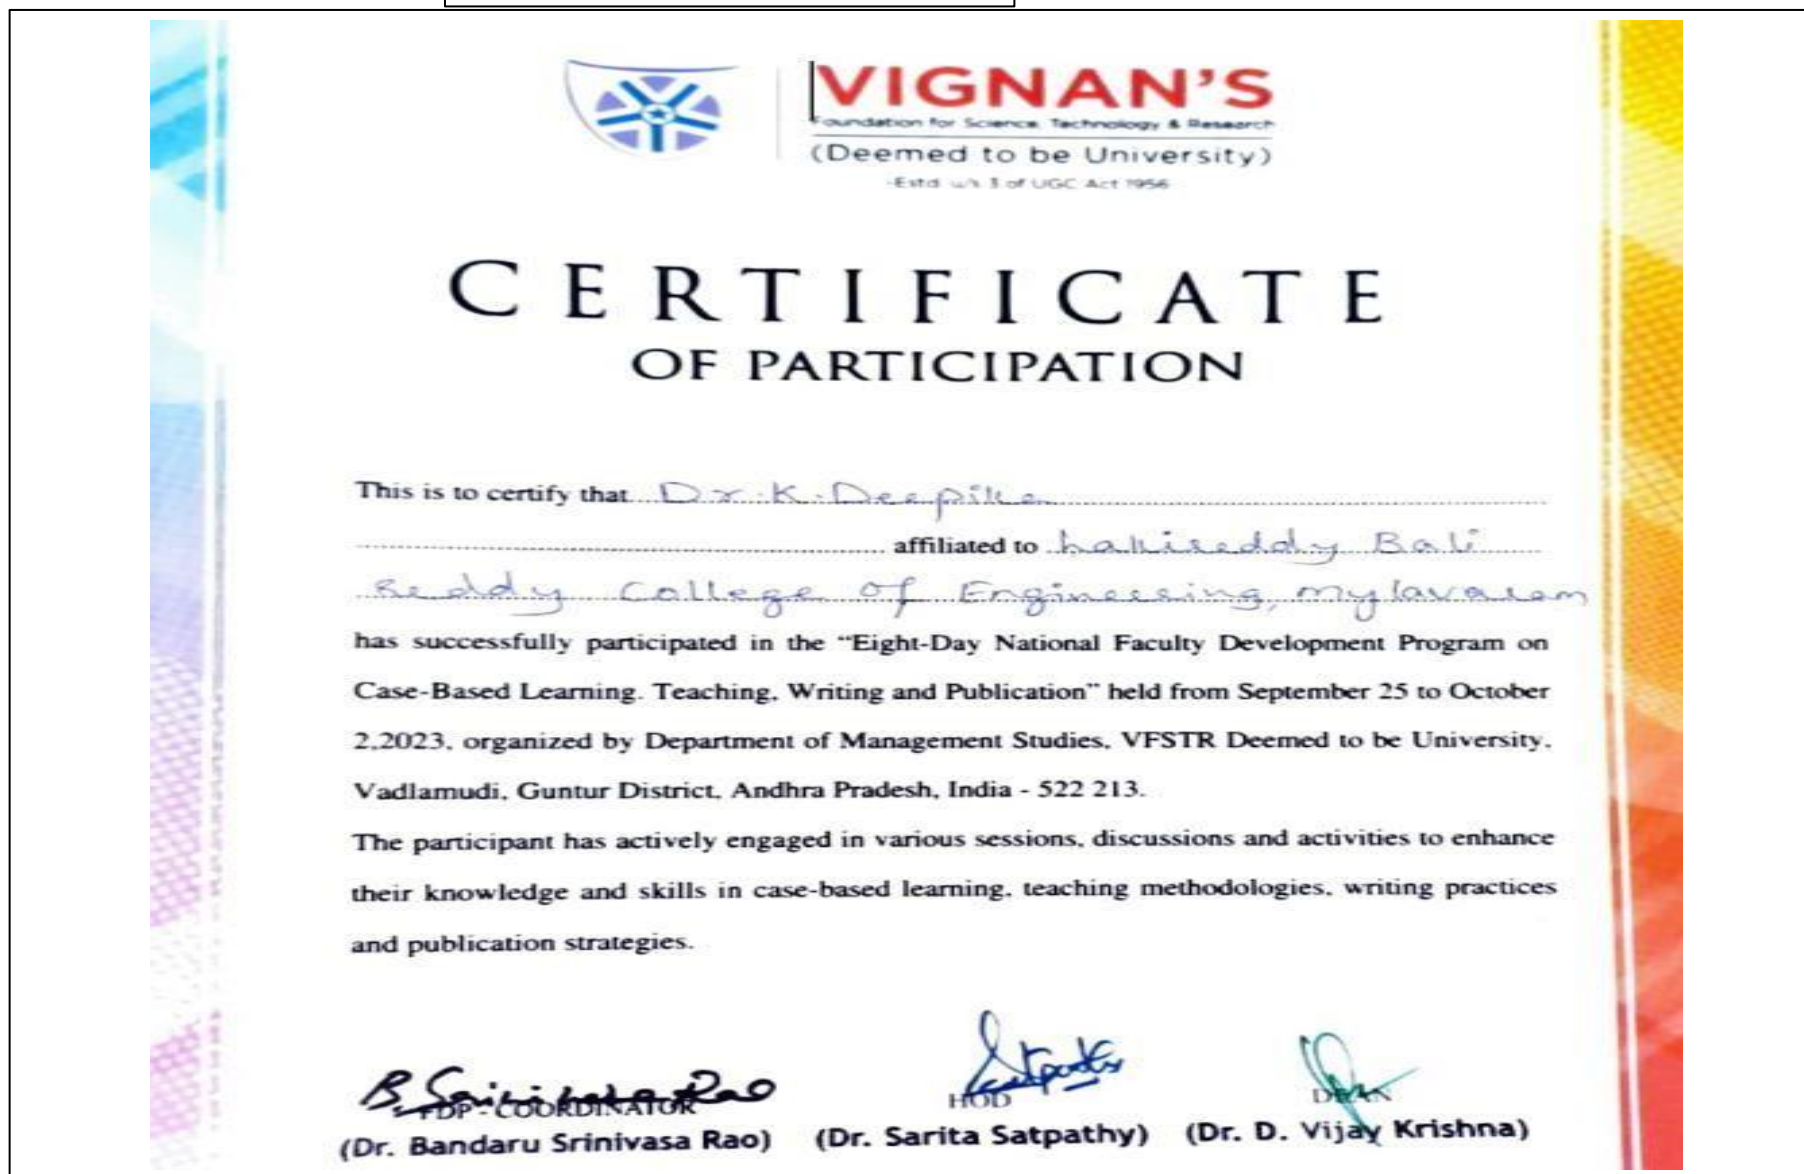 VIGNAN'S
Foundation for Science, Technology & Research
(Deemed to be University)
-Estd u/s 3 of UGC Act 1956
CERTIFICATE
OF PARTICIPATION
This is to certify that Dr. K. Deepika
affiliated to Lakireddy Bali
Reddy College of Engineering, mylavaram
has successfully participated in the “Eight-Day National Faculty Development Program on
Case-Based Learning. Teaching, Writing and Publication” held from September 25 to October
2,2023, organized by Department of Management Studies, VFSTR Deemed to be University,
Vadlamudi, Guntur District, Andhra Pradesh, India - 522 213.
The participant has actively engaged in various sessions, discussions and activities to enhance
their knowledge and skills in case-based learning, teaching methodologies, writing practices
and publication strategies.
B. Srinivasa Rao
FDP - COORDINATOR HOD DEAN
(Dr. Bandaru Srinivasa Rao) (Dr. Sarita Satpathy) (Dr. D. Vijay Krishna)